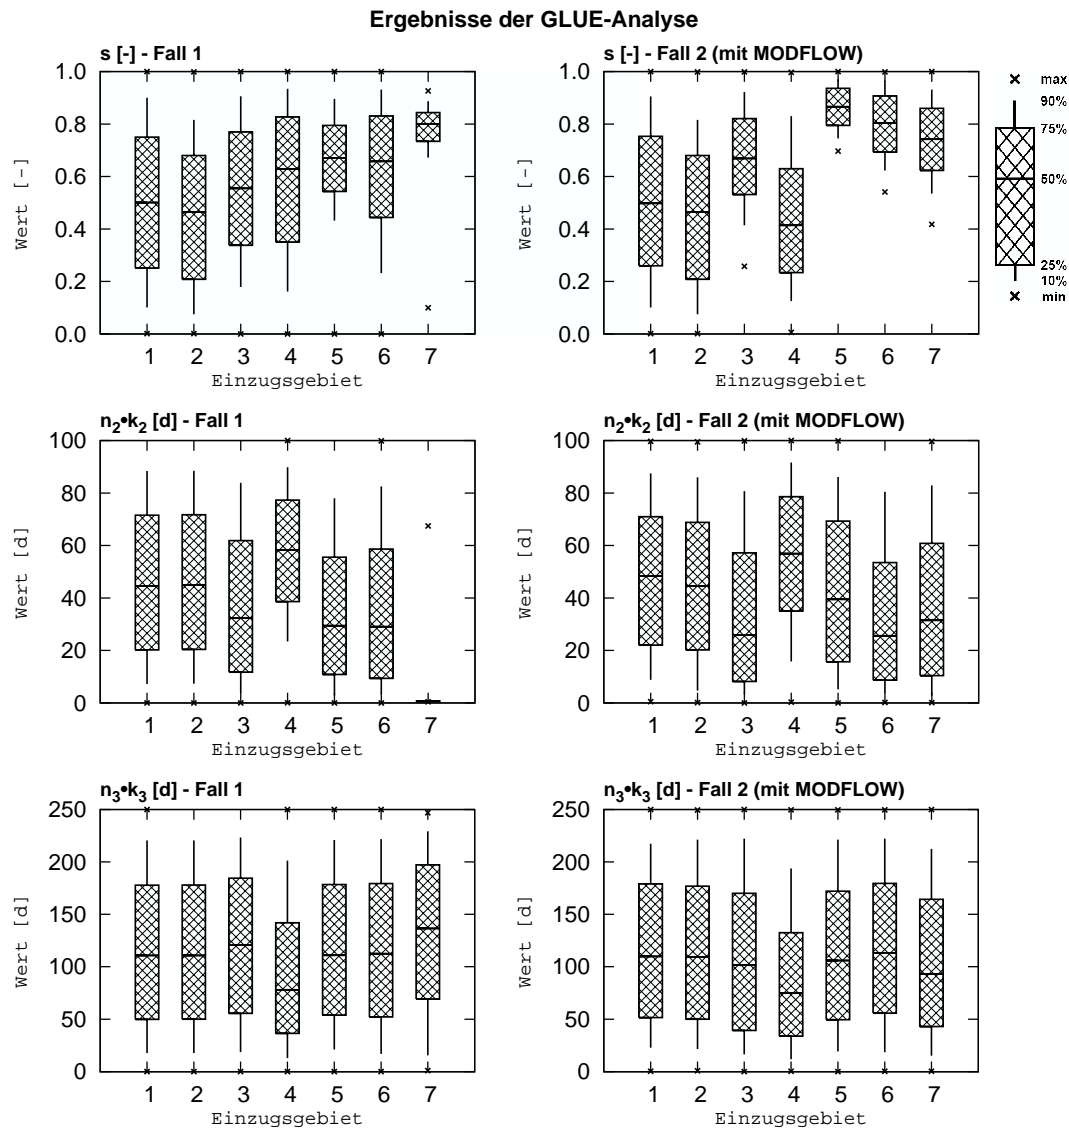 Ergebnisse der GLUE-Analyse
s [-] - Fall 1
Wert [-]
1.0
0.8
0.6
0.4
0.2
0.0
1 2 3 4 5 6 7
Einzugsgebiet
s [-] - Fall 2 (mit MODFLOW)
Wert [-]
1.0
0.8
0.6
0.4
0.2
0.0
1 2 3 4 5 6 7
Einzugsgebiet
max
90%
75%
50%
25%
10%
min
n2•k2 [d] - Fall 1
Wert [d]
100
80
60
40
20
0
1 2 3 4 5 6 7
Einzugsgebiet
n2•k2 [d] - Fall 2 (mit MODFLOW)
Wert [d]
100
80
60
40
20
0
1 2 3 4 5 6 7
Einzugsgebiet
n3•k3 [d] - Fall 1
Wert [d]
250
200
150
100
50
0
1 2 3 4 5 6 7
Einzugsgebiet
n3•k3 [d] - Fall 2 (mit MODFLOW)
Wert [d]
250
200
150
100
50
0
1 2 3 4 5 6 7
Einzugsgebiet